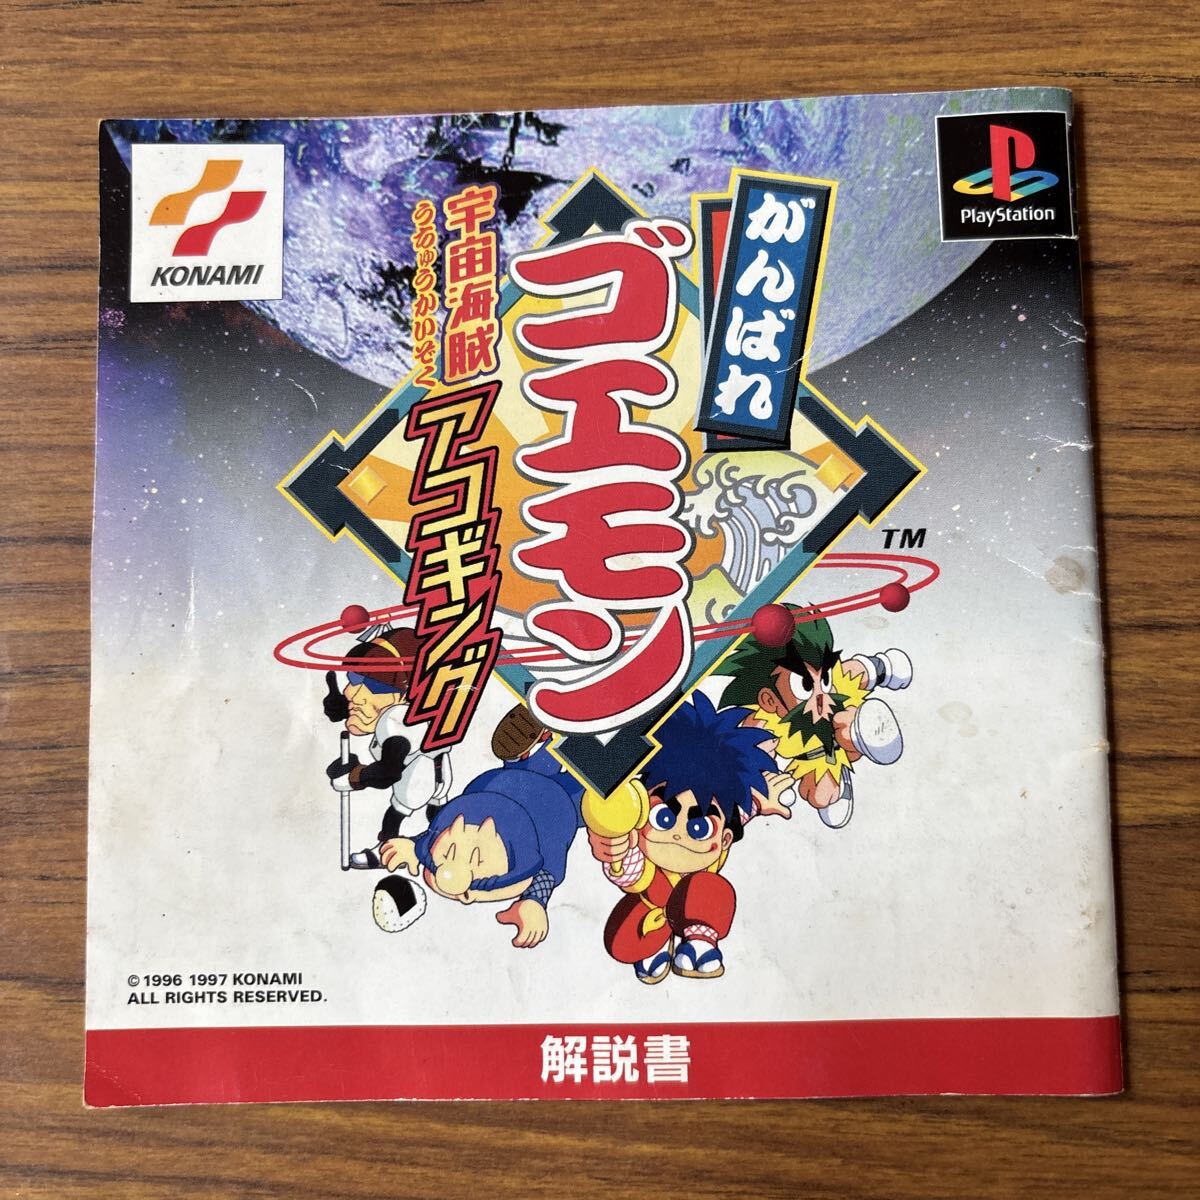 KONAMI
PlayStation
がんばれ
ゴエモン
宇宙海賊
うちゅうかいぞく
アコギング
TM
© 1996 1997 KONAMI
ALL RIGHTS RESERVED.
解説書